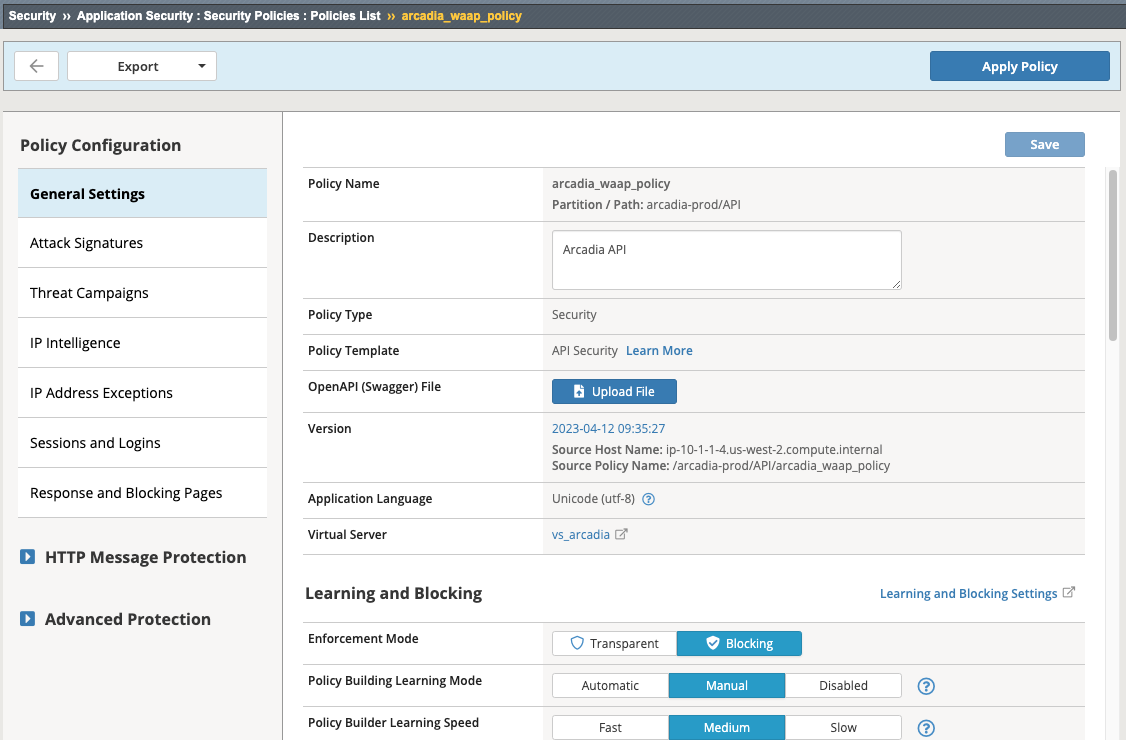 Security ›› Application Security : Security Policies : Policies List ›› arcadia_waap_policy
Export
Apply Policy
Policy Configuration
General Settings
Attack Signatures
Threat Campaigns
IP Intelligence
IP Address Exceptions
Sessions and Logins
Response and Blocking Pages
HTTP Message Protection
Advanced Protection
Save
Policy Name arcadia_waap_policy
Partition / Path: arcadia-prod/API
Description Arcadia API
Policy Type Security
Policy Template API Security Learn More
OpenAPI (Swagger) File Upload File
Version 2023-04-12 09:35:27
Source Host Name: ip-10-1-1-4.us-west-2.compute.internal
Source Policy Name: /arcadia-prod/API/arcadia_waap_policy
Application Language Unicode (utf-8) ?
Virtual Server vs_arcadia
Learning and Blocking Learning and Blocking Settings
Enforcement Mode Transparent Blocking
Policy Building Learning Mode Automatic Manual Disabled ?
Policy Builder Learning Speed Fast Medium Slow ?